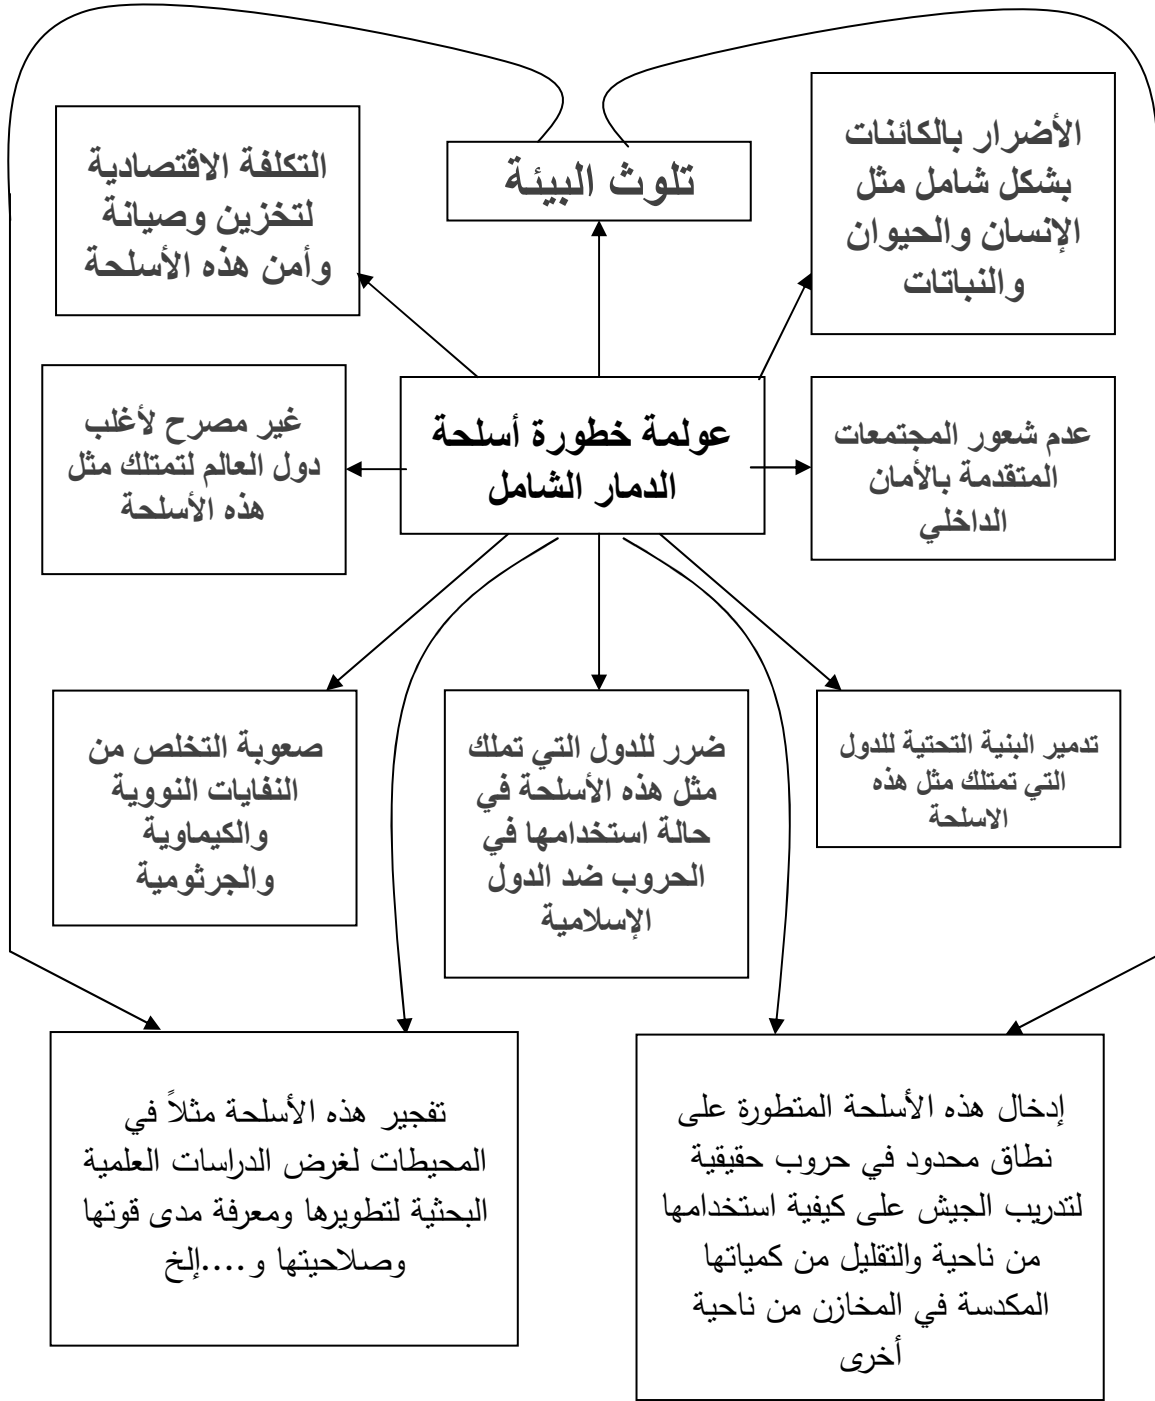 الأضرار بالكائنات
بشكل شامل مثل
الإنسان والحيوان
والنباتات
تلوث البيئة
التكلفة الاقتصادية
لتخزين وصيانة
وأمن هذه الأسلحة
عدم شعور المجتمعات
المتقدمة بالأمان
الداخلي
عولمة خطورة أسلحة
الدمار الشامل
غير مصرح لأغلب
دول العالم لتمتلك مثل
هذه الأسلحة
تدمير البنية التحتية للدول
التي تمتلك مثل هذه
الاسلحة
ضرر للدول التي تملك
مثل هذه الأسلحة في
حالة استخدامها في
الحروب ضد الدول
الإسلامية
صعوبة التخلص من
النفايات النووية
والكيماوية
والجرثومية
إدخال هذه الأسلحة المتطورة على
نطاق محدود في حروب حقيقية
لتدريب الجيش على كيفية استخدامها
من ناحية والتقليل من كمياتها
المكدسة في المخازن من ناحية
أخرى
تفجير هذه الأسلحة مثلاً في
المحيطات لغرض الدراسات العلمية
البحثية لتطويرها ومعرفة مدى قوتها
وصلاحيتها و....إلخ